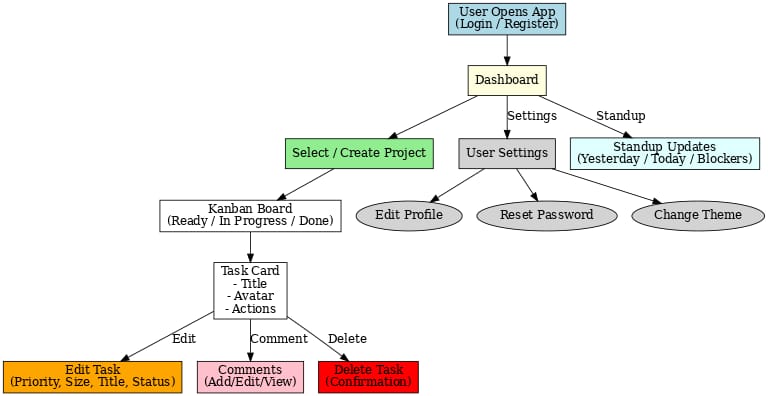 User Opens App
(Login / Register)
Dashboard
Settings
Standup
Select / Create Project
User Settings
Standup Updates
(Yesterday / Today / Blockers)
Kanban Board
(Ready / In Progress / Done)
Edit Profile
Reset Password
Change Theme
Task Card
- Title
- Avatar
- Actions
Edit
Comment
Delete
Edit Task
(Priority, Size, Title, Status)
Comments
(Add/Edit/View)
Delete Task
(Confirmation)